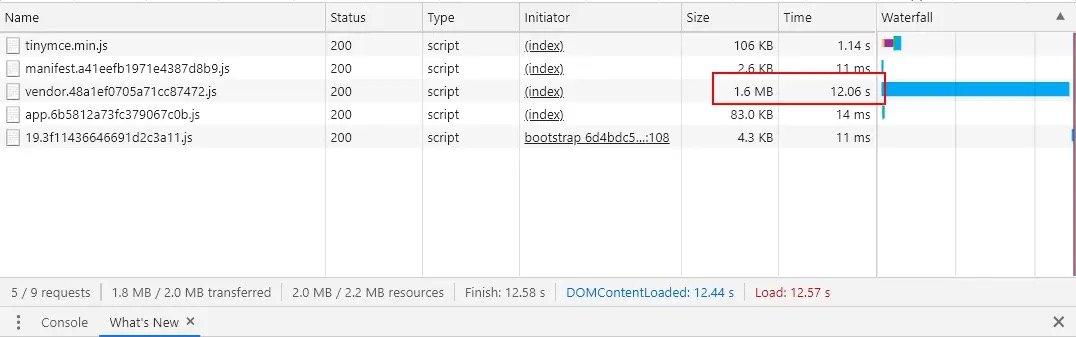 Name Status Type Initiator Size Time Waterfall
tinymce.min.js 200 script (index) 106 KB 1.14 s
manifest.a41eefb1971e4387d8b9.js 200 script (index) 2.6 KB 11 ms
vendor.48a1ef0705a71cc87472.js 200 script (index) 1.6 MB 12.06 s
app.6b5812a73fc379067c0b.js 200 script (index) 83.0 KB 14 ms
19.3f11436646691d2c3a11.js 200 script bootstrap 6d4bdc5...:108 4.3 KB 11 ms
5 / 9 requests 1.8 MB / 2.0 MB transferred 2.0 MB / 2.2 MB resources Finish: 12.58 s DOMContentLoaded: 12.44 s Load: 12.57 s
Console What's New